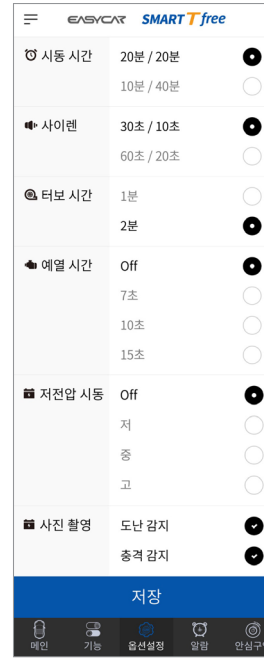 EASYCAR SMART T free
시동 시간 20분 / 20분
10분 / 40분
사이렌 30초 / 10초
60초 / 20초
터보 시간 1분
2분
예열 시간 Off
7초
10초
15초
저전압 시동 Off
저
중
고
사진 촬영 도난 감지
충격 감지
저장
메인 기능 옵션설정 알람 안심구